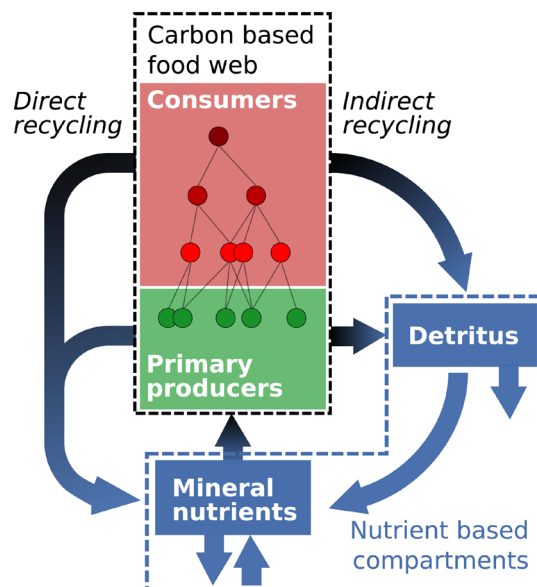 Carbon based
food web
Direct
recycling
Consumers
Indirect
recycling
Primary
producers
Detritus
Mineral
nutrients
Nutrient based
compartments